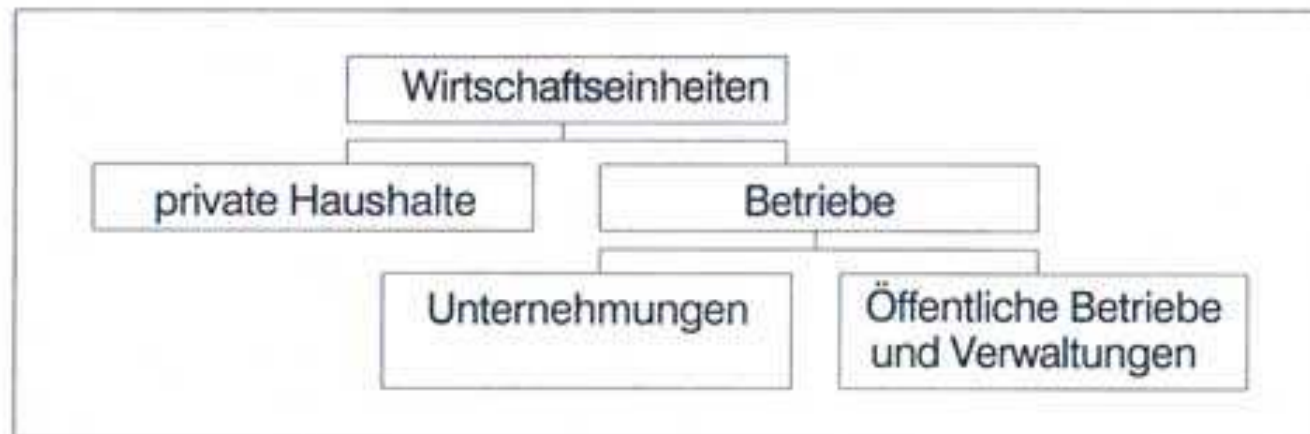 Wirtschaftseinheiten
private Haushalte
Betriebe
Unternehmungen
Öffentliche Betriebe
und Verwaltungen